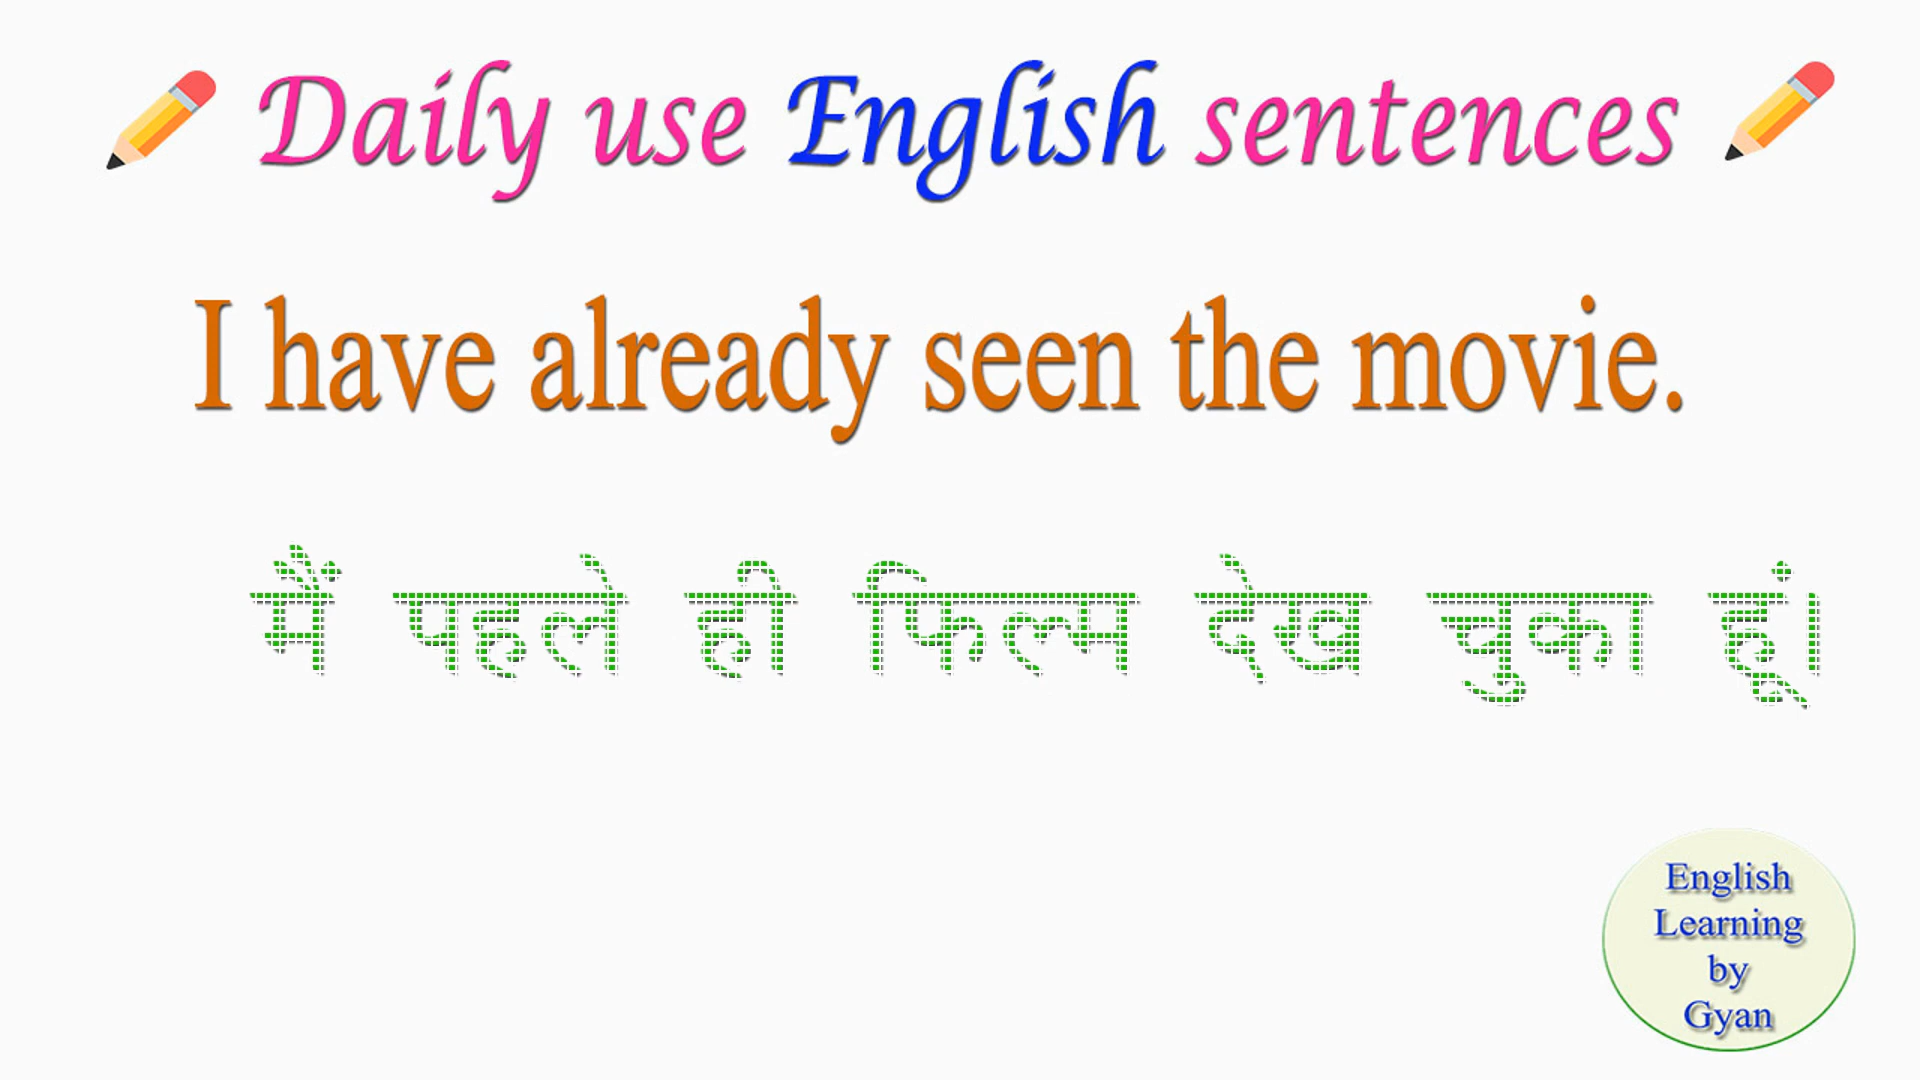 Daily use English sentences
I have already seen the movie.
मैं पहले ही फिल्म देख चुका हूं।
English
Learning
by
Gyan